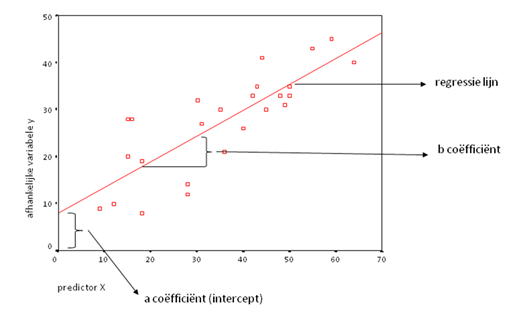 50
40
30
20
10
0
afhankelijke variabele y
0 10 20 30 40 50 60 70
predictor X
regressie lijn
b coëfficiënt
a coëfficiënt (intercept)